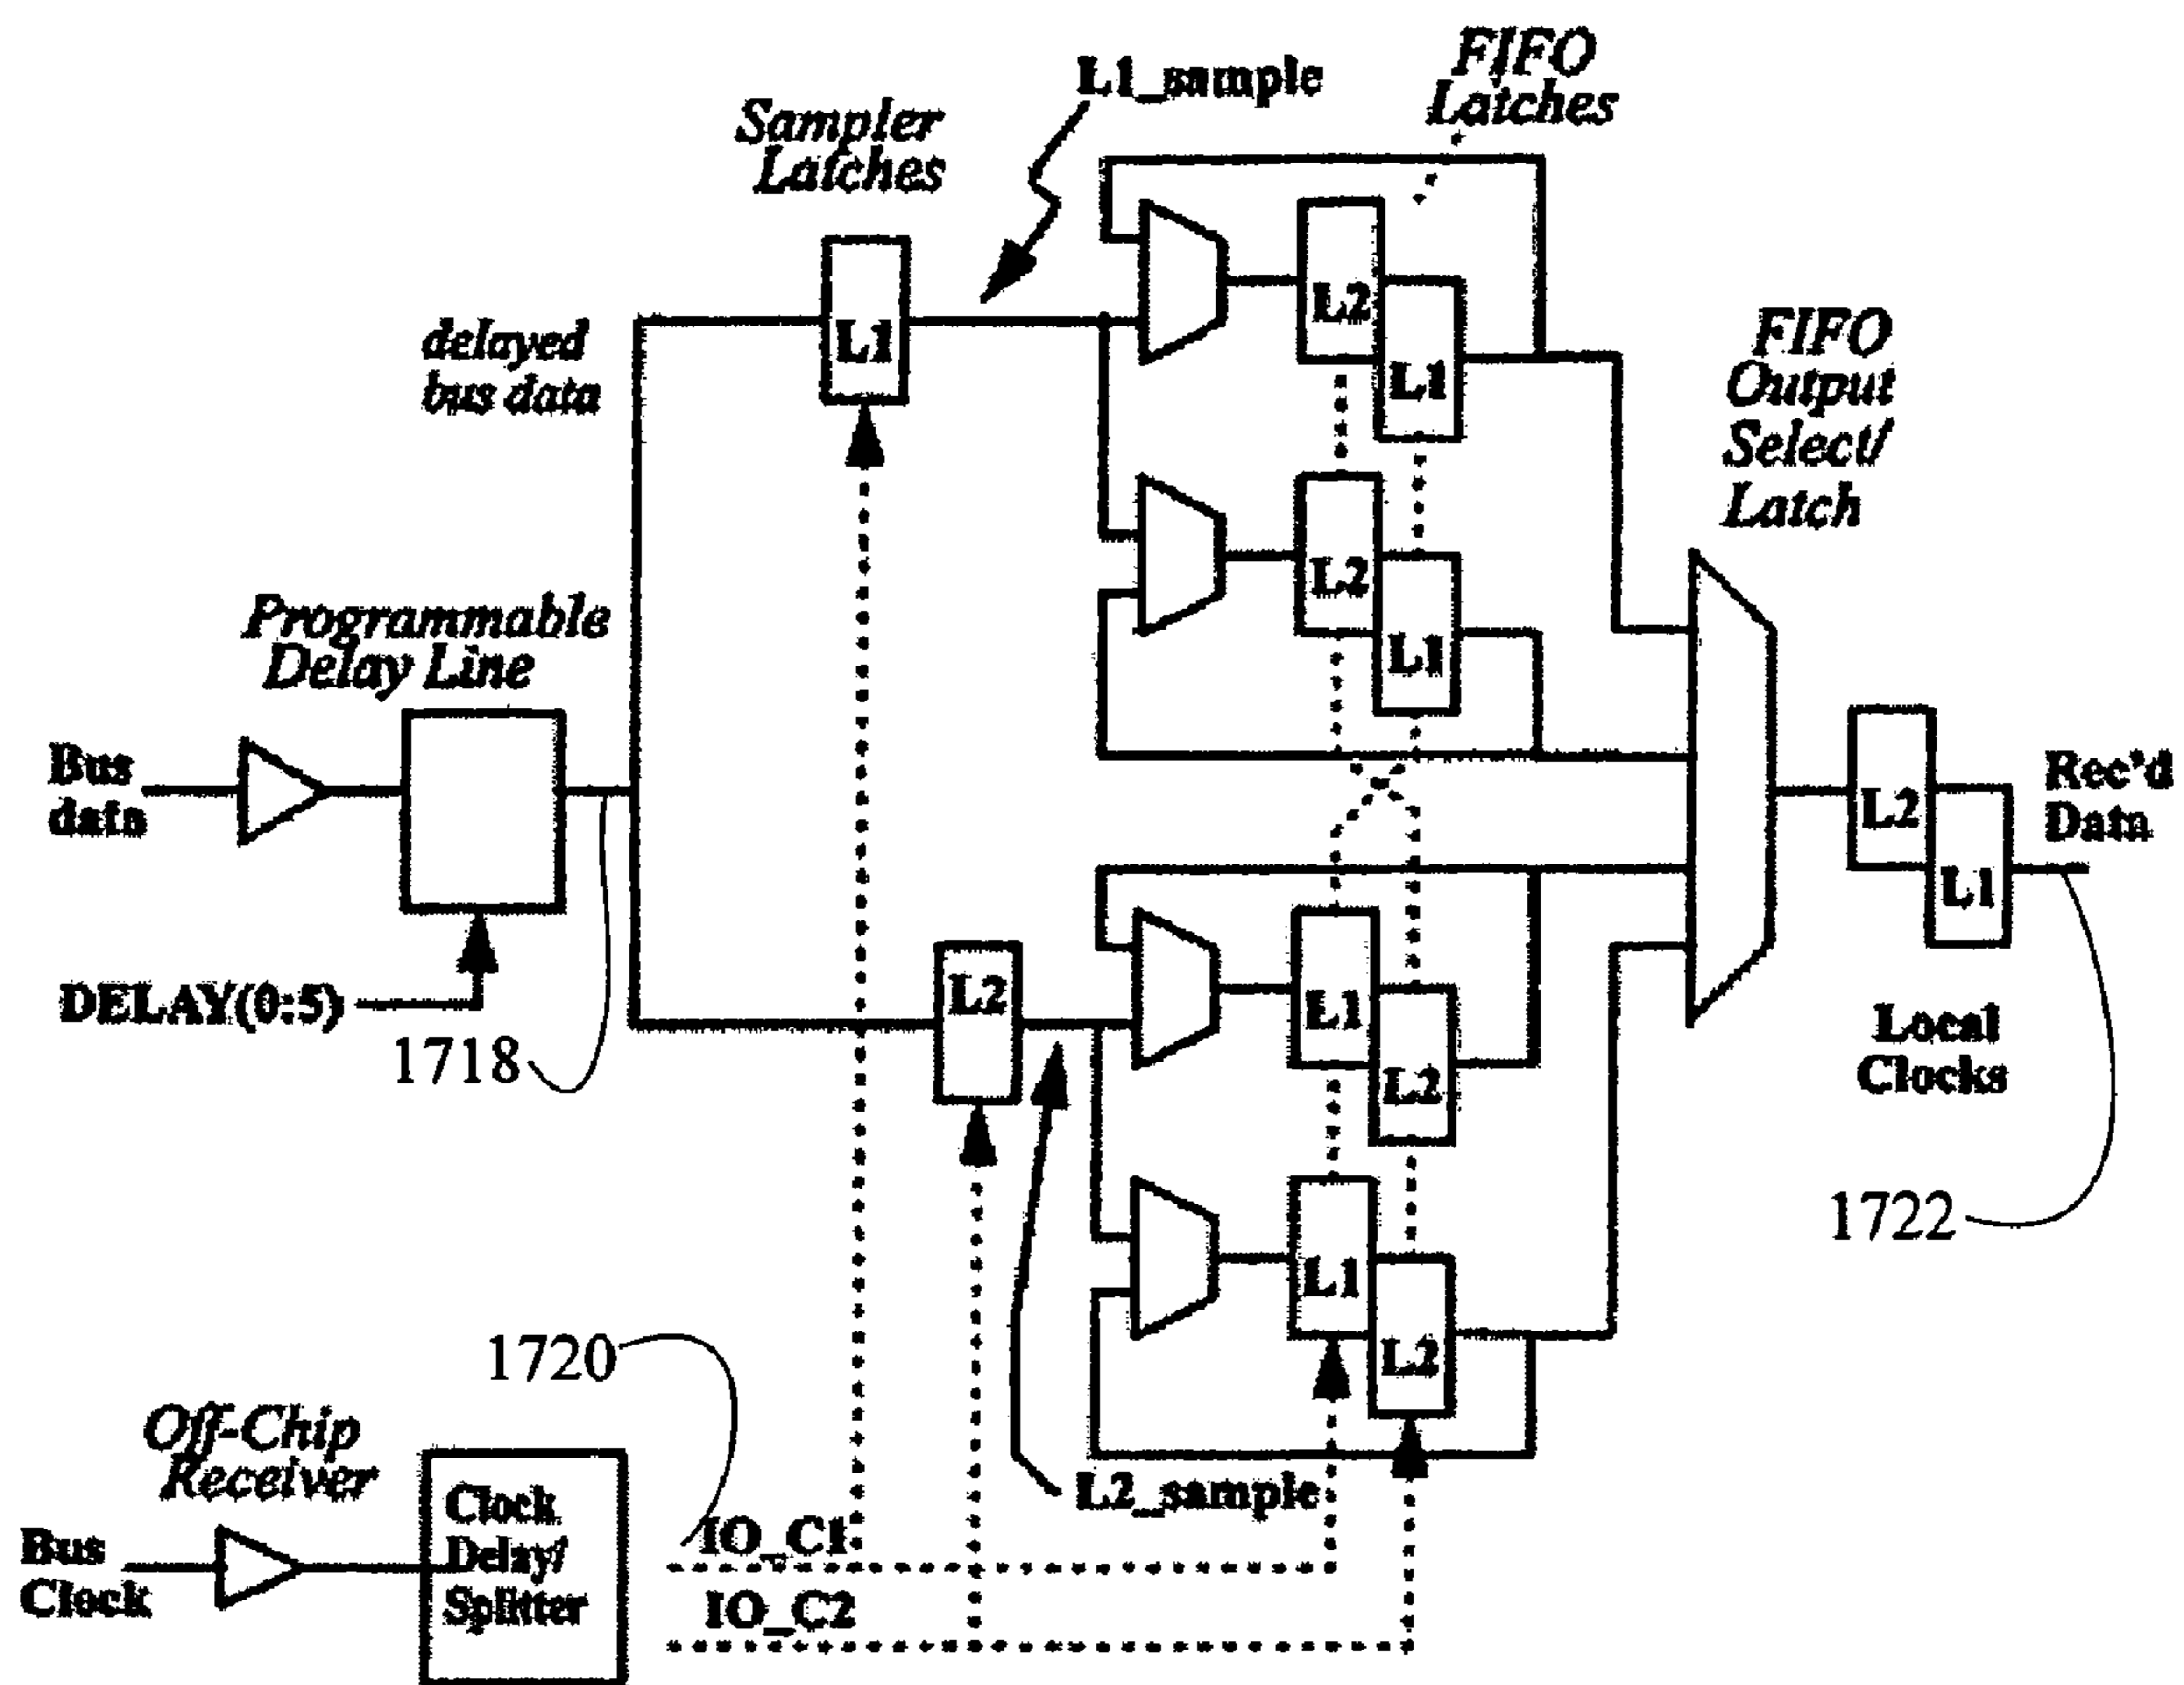 L1_sample
FIFO
Latches
Sampler
Latches
L2
L1
delayed
bus data
L1
FIFO
Output
Select/
Latch
L2
L1
Programmable
Delay Line
Bus
data
L2
L1
Rec'd
Data
DELAY(0:5)
1718
L2
L1
L2
Local
Clocks
1722
L1
L2
1720
Off-Chip
Receiver
Bus
Clock
Clock
Delay/
Splitter
L2_sample
IO_C1
IO_C2